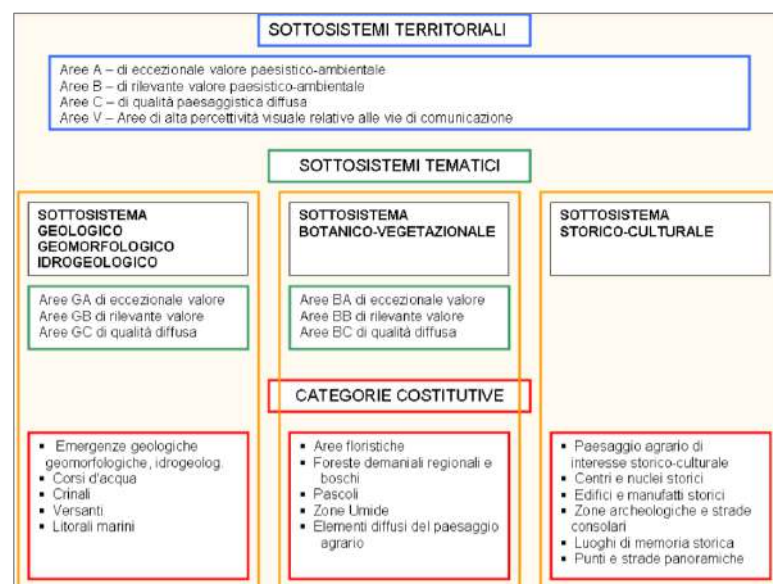 SOTTOSISTEMI TERRITORIALI
Aree A – di eccezionale valore paesistico-ambientale
Aree B – di rilevante valore paesistico-ambientale
Aree C – di qualità paesaggistica diffusa
Aree V – Aree di alta percettività visuale relative alle vie di comunicazione
SOTTOSISTEMI TEMATICI
SOTTOSISTEMA
GEOLOGICO
GEOMORFOLOGICO
IDROGEOLOGICO
Aree GA di eccezionale valore
Aree GB di rilevante valore
Aree GC di qualità diffusa
SOTTOSISTEMA
BOTANICO-VEGETAZIONALE
Aree BA di eccezionale valore
Aree BB di rilevante valore
Aree BC di qualità diffusa
SOTTOSISTEMA
STORICO-CULTURALE
CATEGORIE COSTITUTIVE
▪ Emergenze geologiche
geomorfologiche, idrogeolog.
▪ Corsi d'acqua
▪ Crinali
▪ Versanti
▪ Litorali marini
▪ Aree floristiche
▪ Foreste demaniali regionali e
boschi
▪ Pascoli
▪ Zone Umide
▪ Elementi diffusi del paesaggio
agrario
▪ Paesaggio agrario di
interesse storico-culturale
▪ Centri e nuclei storici
▪ Edifici e manufatti storici
▪ Zone archeologiche e strade
consolari
▪ Luoghi di memoria storica
▪ Punti e strade panoramiche